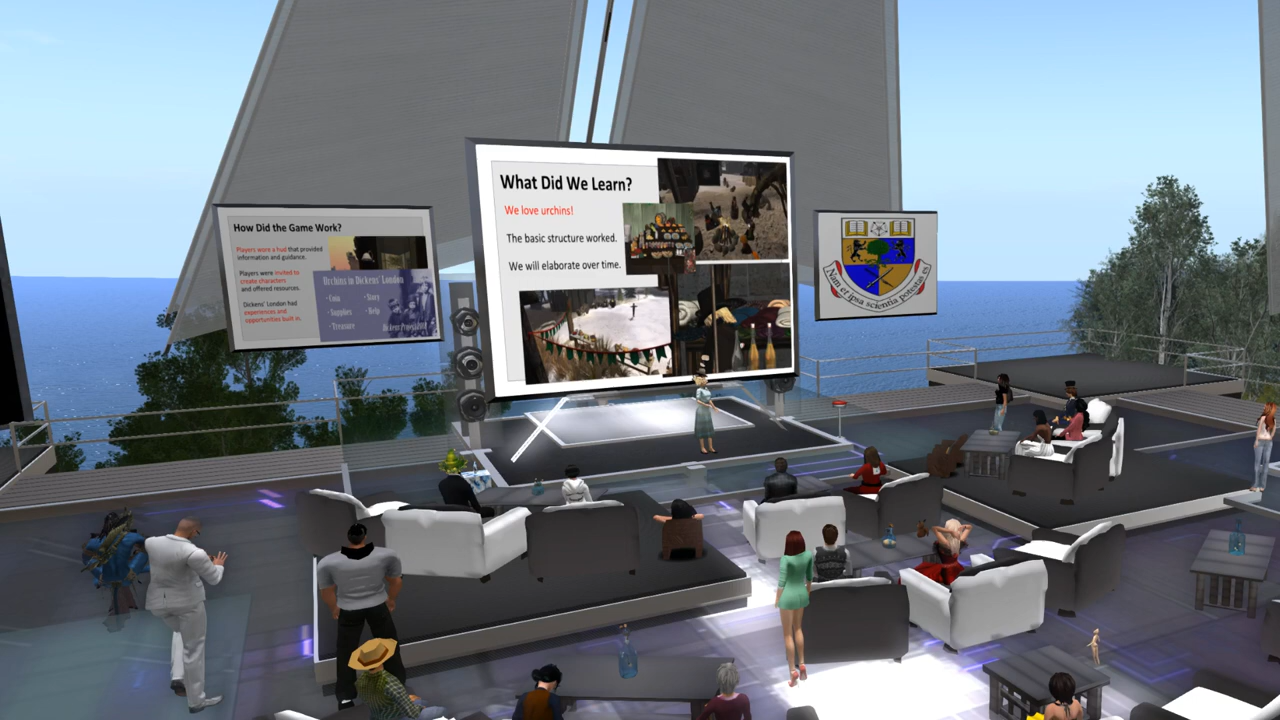 How Did the Game Work?
Players wore a hud that provided
information and guidance.
Players were invited to
create characters
and offered resources.
Dickens' London had
experiences and
opportunities built in.
Urchins in Dickens' London
- Coin
- Story
- Supplies
- Help
- Treasure
What Did We Learn?
We love urchins!
The basic structure worked.
We will elaborate over time.
Nam et ipsa scientia potestas es